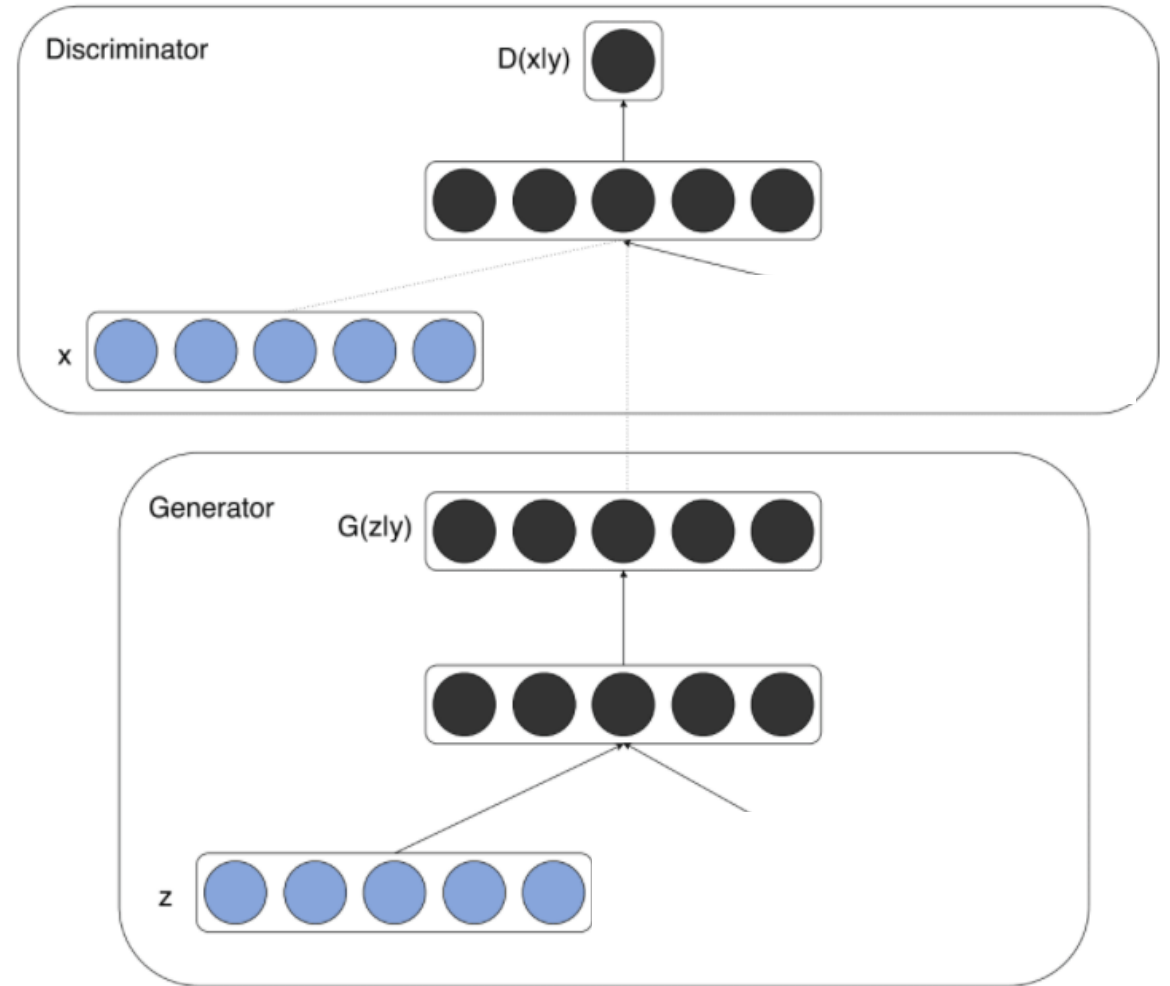 Discriminator
D(x|y)
x
Generator
G(z|y)
z